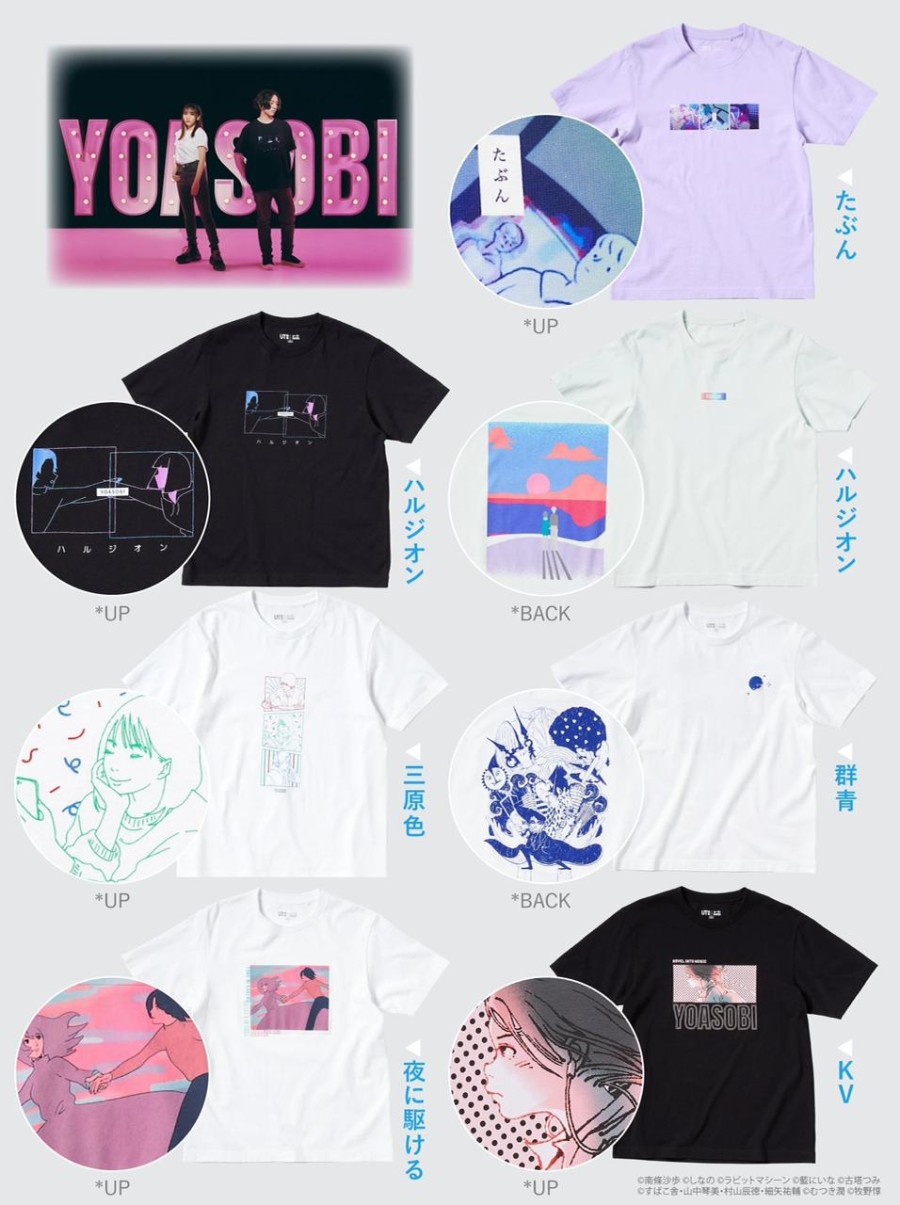 YOASOBI
たぶん
たぶん
*UP
YOASOBI
ハルジオン
ハルジオン
*UP
ハルジオン
*BACK
三原色
*UP
群青
*BACK
夜に駆ける
*UP
YOASOBI
KV
*UP
©南條沙歩 ©しなの ©ラビットマシーン ©藍にいな ©古塔つみ
©すぱこ舎・山中琴美・村山辰徳・細矢祐輔 ©むつき潤 ©牧野惇